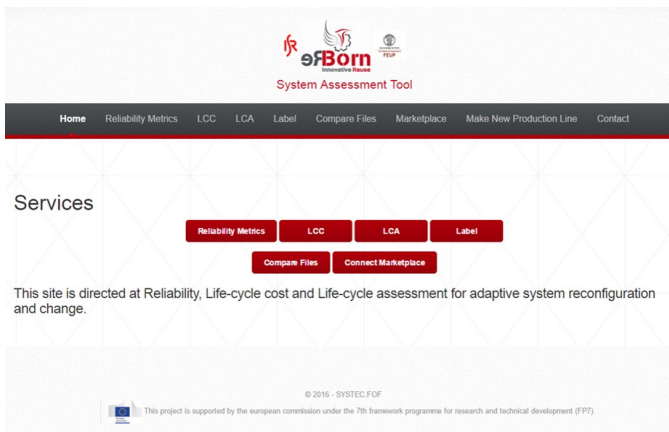 ISR
reBorn
Innovative Reuse
FEUP
System Assessment Tool
Home Reliability Metrics LCC LCA Label Compare Files Marketplace Make New Production Line Contact
Services
Reliability Metrics LCC LCA Label
Compare Files Connect Marketplace
This site is directed at Reliability, Life-cycle cost and Life-cycle assessment for adaptive system reconfiguration
and change.
© 2016 - SYSTEC.FOF
This project is supported by the european commission under the 7th framework programme for research and technical development (FP7).